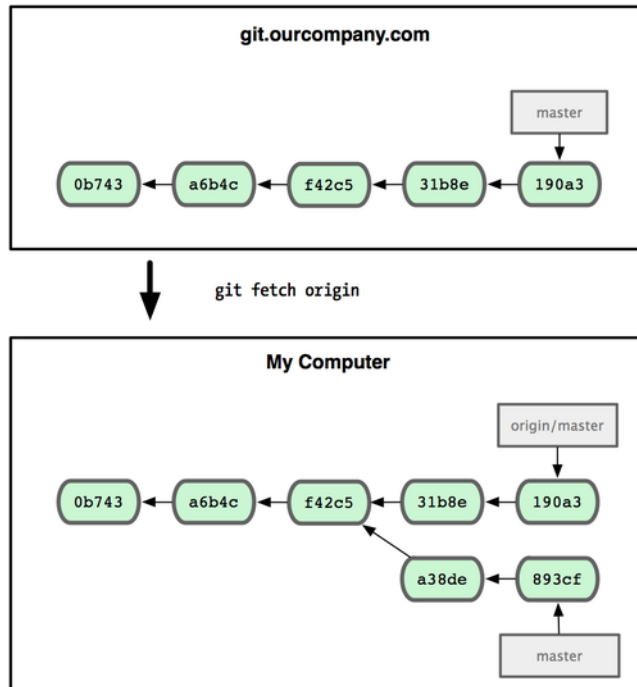 git.ourcompany.com
master
0b743 a6b4c f42c5 31b8e 190a3
git fetch origin
My Computer
origin/master
0b743 a6b4c f42c5 31b8e 190a3
a38de 893cf
master